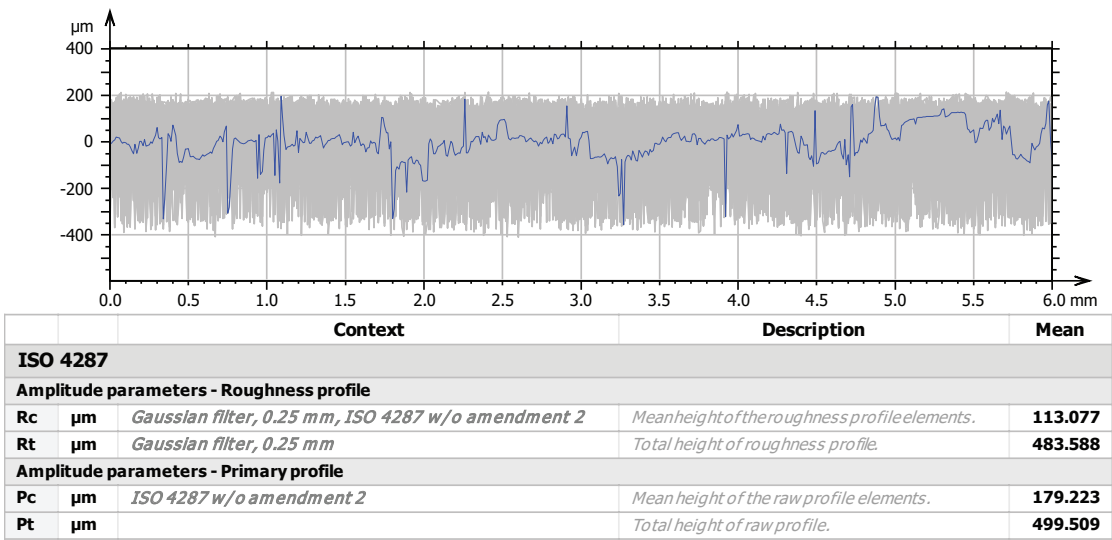 µm
400
200
0
-200
-400
0.0 0.5 1.0 1.5 2.0 2.5 3.0 3.5 4.0 4.5 5.0 5.5 6.0 mm
Context Description Mean
ISO 4287
Amplitude parameters - Roughness profile
Rc µm Gaussian filter, 0.25 mm, ISO 4287 w/o amendment 2 Mean height of the roughness profile elements. 113.077
Rt µm Gaussian filter, 0.25 mm Total height of roughness profile. 483.588
Amplitude parameters - Primary profile
Pc µm ISO 4287 w/o amendment 2 Mean height of the raw profile elements. 179.223
Pt µm Total height of raw profile. 499.509